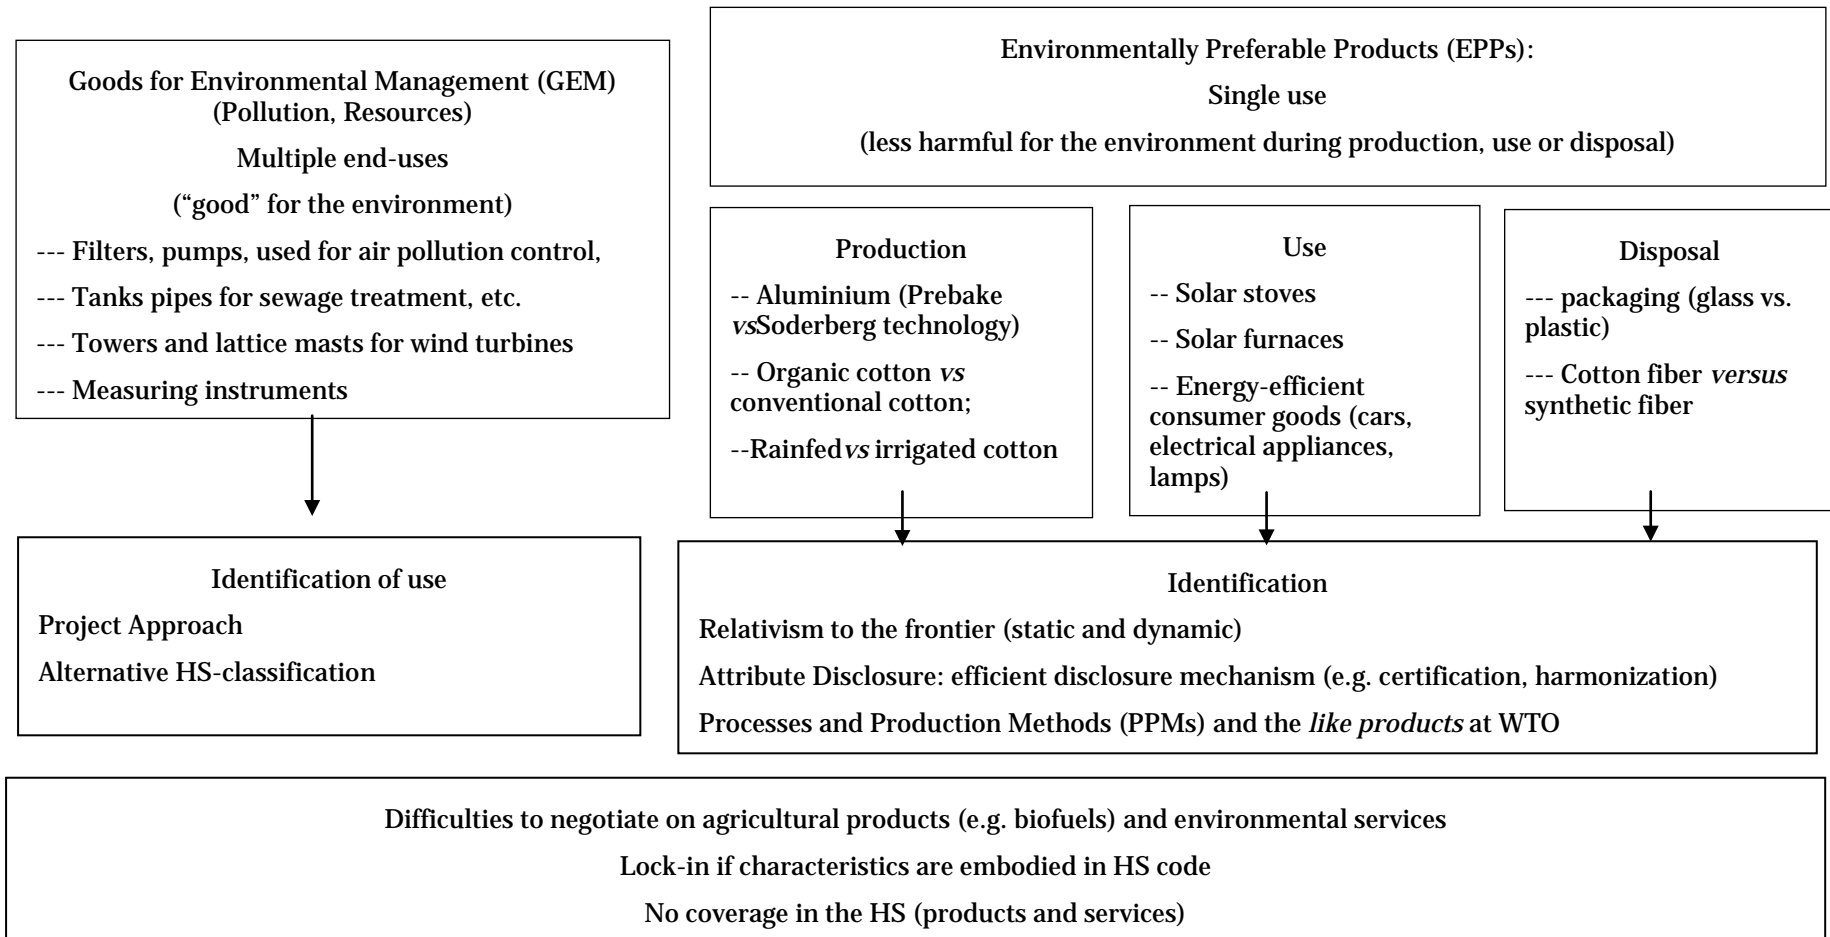 Goods for Environmental Management (GEM)
(Pollution, Resources)
Multiple end-uses
(“good” for the environment)
--- Filters, pumps, used for air pollution control,
--- Tanks pipes for sewage treatment, etc.
--- Towers and lattice masts for wind turbines
--- Measuring instruments
Environmentally Preferable Products (EPPs):
Single use
(less harmful for the environment during production, use or disposal)
Production
-- Aluminium (Prebake
vsSoderberg technology)
-- Organic cotton vs
conventional cotton;
--Rainfedvs irrigated cotton
Use
-- Solar stoves
-- Solar furnaces
-- Energy-efficient
consumer goods (cars,
electrical appliances,
lamps)
Disposal
--- packaging (glass vs.
plastic)
--- Cotton fiber versus
synthetic fiber
Identification of use
Project Approach
Alternative HS-classification
Identification
Relativism to the frontier (static and dynamic)
Attribute Disclosure: efficient disclosure mechanism (e.g. certification, harmonization)
Processes and Production Methods (PPMs) and the like products at WTO
Difficulties to negotiate on agricultural products (e.g. biofuels) and environmental services
Lock-in if characteristics are embodied in HS code
No coverage in the HS (products and services)